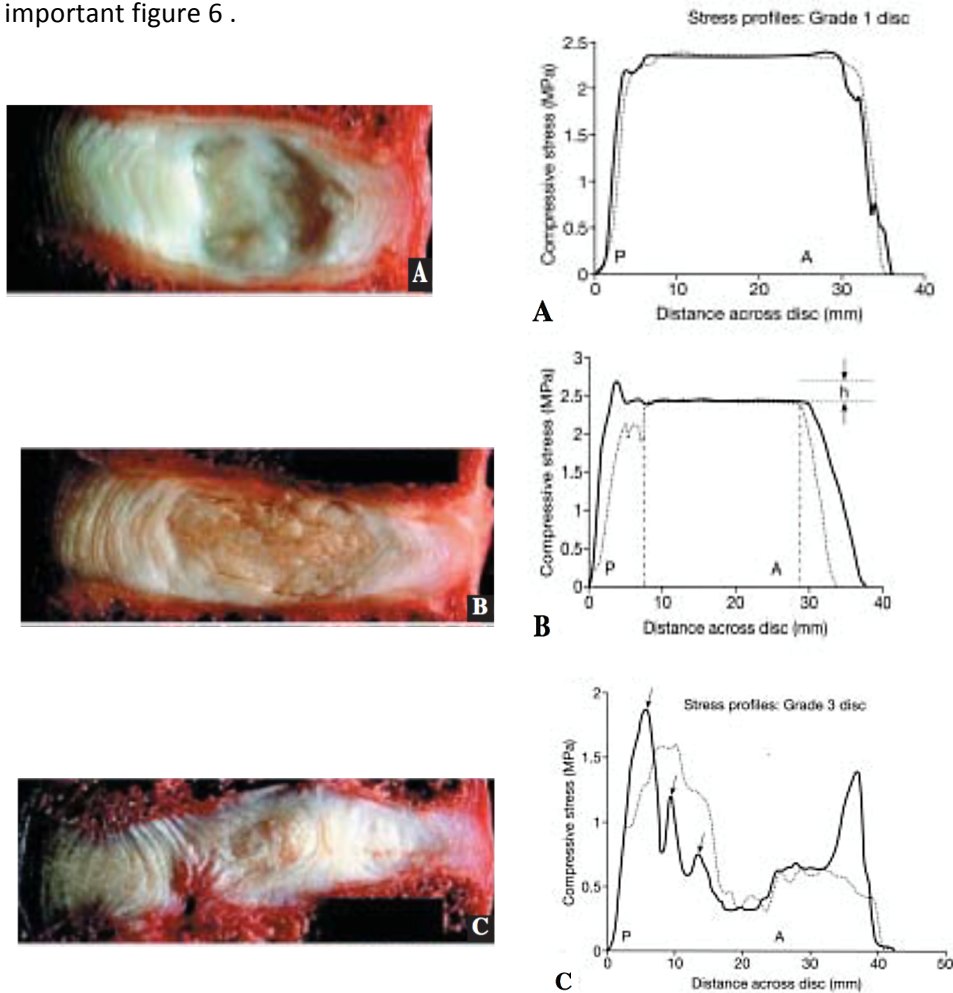 important figure 6 .
Stress profiles: Grade 1 disc
Compressive stress (MPa)
2.5
2
1.5
1
0.5
0
P
A
0
10
20
30
40
Distance across disc (mm)
A
A
Compressive stress (MPa)
3
2.5
2
1.5
1
0.5
0
h
P
A
0
10
20
30
40
Distance across disc (mm)
B
B
Stress profiles: Grade 3 disc
Compressive stress (MPa)
2
1.5
1
0.5
0
P
A
0
10
20
30
40
50
Distance across disc (mm)
C
C